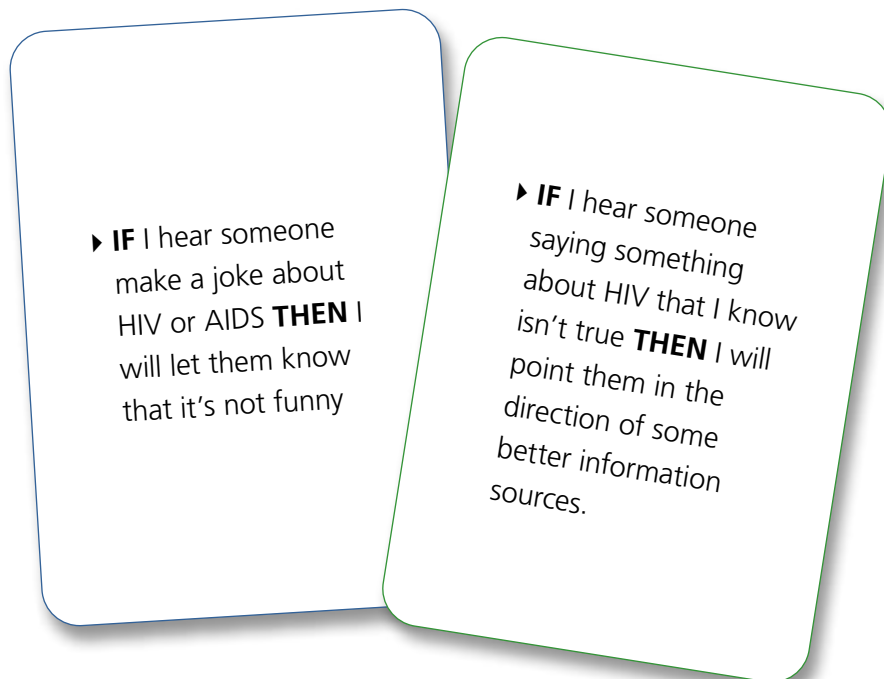 ▸ IF I hear someone
make a joke about
HIV or AIDS THEN I
will let them know
that it's not funny
▸ IF I hear someone
saying something
about HIV that I know
isn't true THEN I will
point them in the
direction of some
better information
sources.